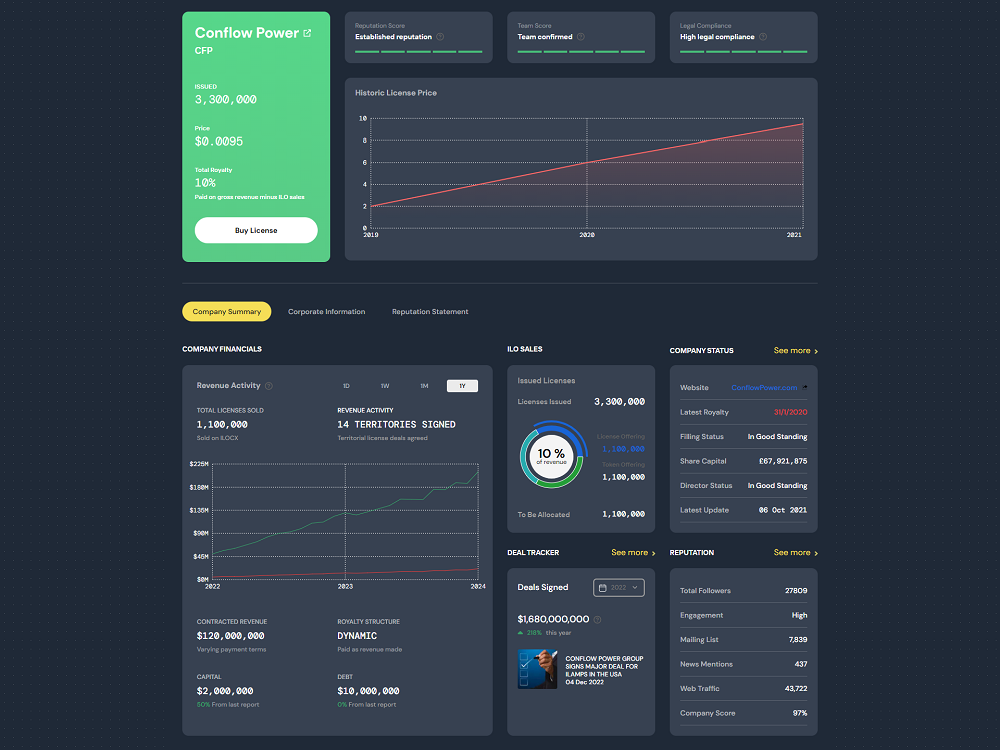 Conflow Power
CFP
ISSUED
3,300,000
Price
$0.0095
Total Royalty
10%
Paid on gross revenue minus ILO sales
Buy License
Reputation Score
Established reputation
Team Score
Team confirmed
Legal Compliance
High legal compliance
Historic License Price
10
8
6
4
2
0
2019 2020 2021
Company Summary Corporate Information Reputation Statement
COMPANY FINANCIALS
Revenue Activity 1D 1W 1M 1Y
TOTAL LICENSES SOLD
1,100,000
Sold on ILOCX
REVENUE ACTIVITY
14 TERRITORIES SIGNED
Territorial license deals agreed
$225M
$180M
$135M
$90M
$45M
$0M
2022 2023 2024
CONTRACTED REVENUE
$120,000,000
Varying payment terms
ROYALTY STRUCTURE
DYNAMIC
Paid as revenue made
CAPITAL
$2,000,000
50% From last report
DEBT
$10,000,000
0% From last report
ILO SALES
Issued Licenses
Licenses Issued 3,300,000
10 %
of revenue
License Offering
1,100,000
Token Offering
1,100,000
To Be Allocated 1,100,000
COMPANY STATUS See more
Website ConflowPower.com
Latest Royalty 31/1/2020
Filling Status In Good Standing
Share Capital £67,921,875
Director Status In Good Standing
Latest Update 06 Oct 2021
DEAL TRACKER See more
Deals Signed 2022
$1,680,000,000
218% this year
CONFLOW POWER GROUP
SIGNS MAJOR DEAL FOR
ILAMPS IN THE USA
04 Dec 2022
REPUTATION See more
Total Followers 27809
Engagement High
Mailing List 7,839
News Mentions 437
Web Traffic 43,722
Company Score 97%